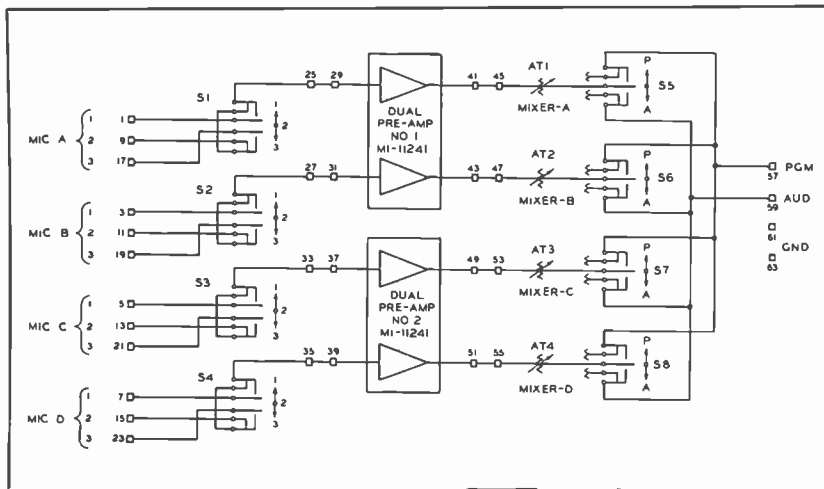 S1
1
2
3
MIC A
1 1
2 9
3 17
25 29
DUAL
PRE-AMP
NO 1
MI-11241
41 45
AT1
MIXER-A
P
S5
A
S2
1
2
3
MIC B
1 3
2 11
3 19
27 31
43 47
AT2
MIXER-B
P
S6
A
PGM
57
AUD
59
61
GND
63
S3
1
2
3
MIC C
1 5
2 13
3 21
33 37
DUAL
PRE-AMP
NO 2
MI-11241
49 53
AT3
MIXER-C
P
S7
A
S4
1
2
3
MIC D
1 7
2 15
3 23
35 39
51 55
AT4
MIXER-D
P
S8
A